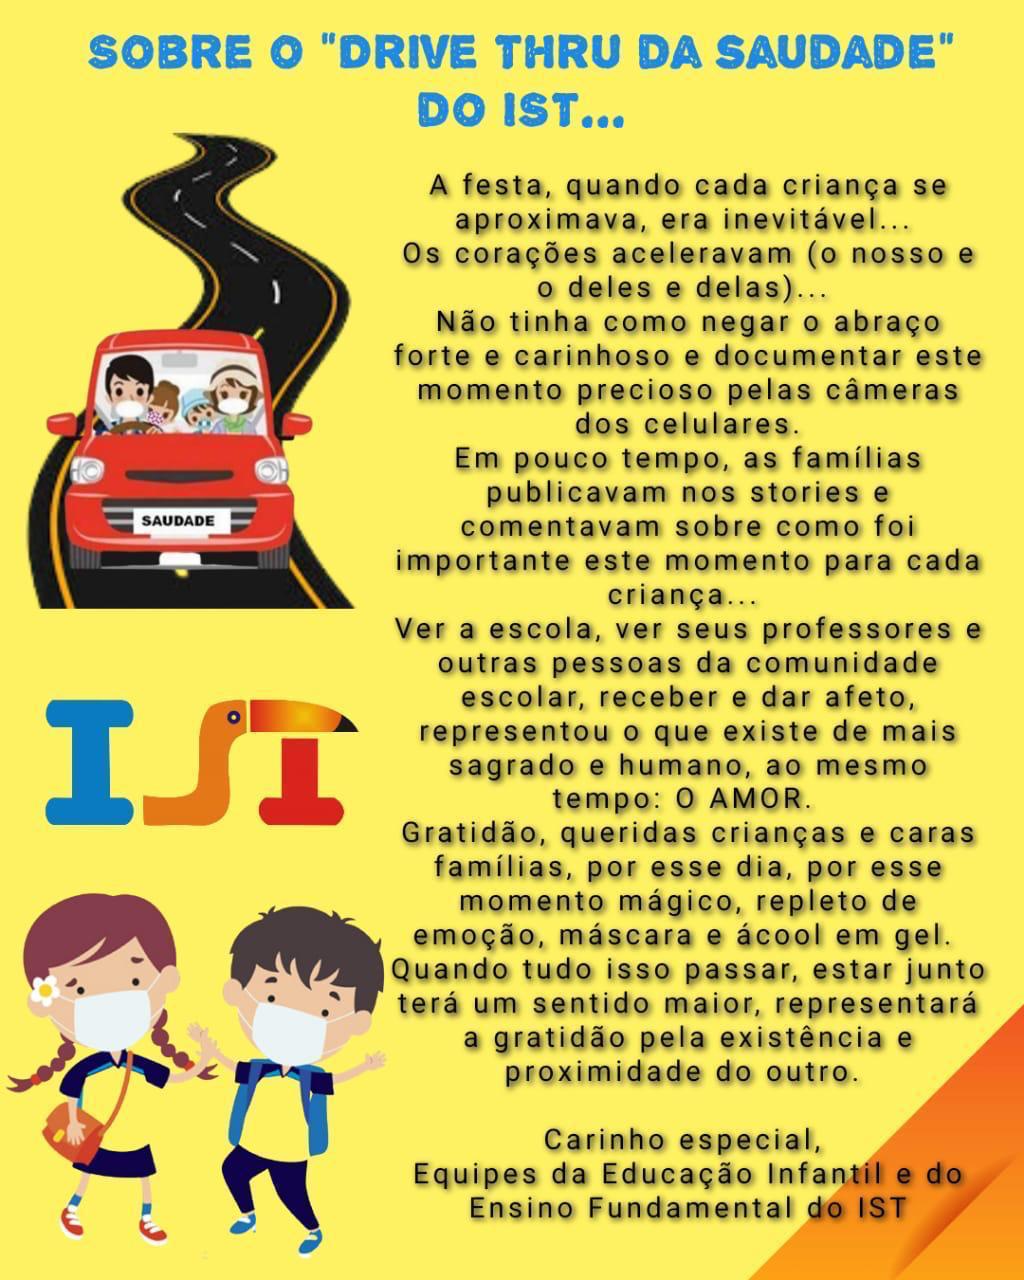 SOBRE O "DRIVE THRU DA SAUDADE"
DO IST...
A festa, quando cada criança se
aproximava, era inevitável...
Os corações aceleravam (o nosso e
o deles e delas)...
Não tinha como negar o abraço
forte e carinhoso e documentar este
momento precioso pelas câmeras
dos celulares.
Em pouco tempo, as famílias
publicavam nos stories e
comentavam sobre como foi
importante este momento para cada
criança...
Ver a escola, ver seus professores e
outras pessoas da comunidade
escolar, receber e dar afeto,
representou o que existe de mais
sagrado e humano, ao mesmo
tempo: O AMOR.
Gratidão, queridas crianças e caras
famílias, por esse dia, por esse
momento mágico, repleto de
emoção, máscara e ácool em gel.
Quando tudo isso passar, estar junto
terá um sentido maior, representará
a gratidão pela existência e
proximidade do outro.
Carinho especial,
Equipes da Educação Infantil e do
Ensino Fundamental do IST
SAUDADE
IST